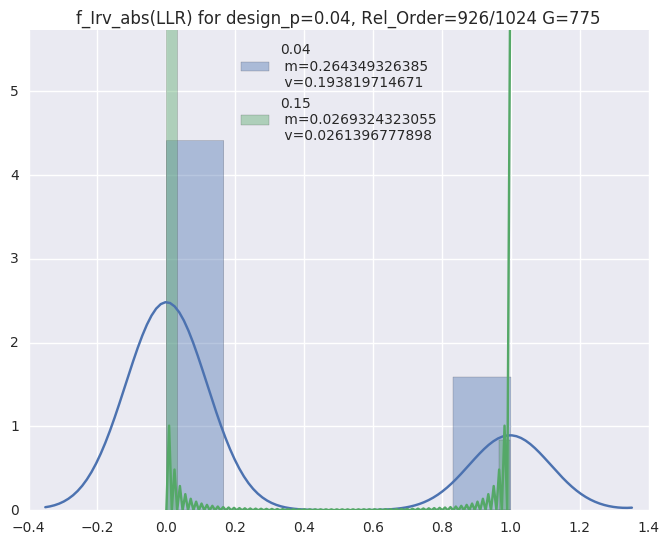 f_Irv_abs(LLR) for design_p=0.04, Rel_Order=926/1024 G=775
0.04
m=0.264349326385
v=0.193819714671
0.15
m=0.0269324323055
v=0.0261396777898
5
4
3
2
1
0
−0.4 −0.2 0.0 0.2 0.4 0.6 0.8 1.0 1.2 1.4